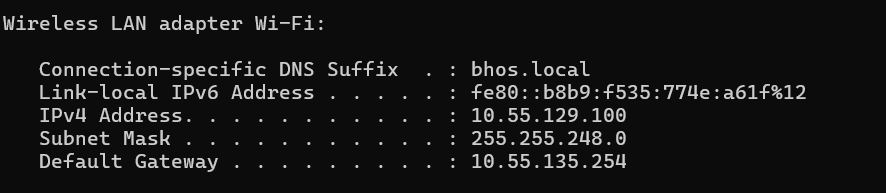 Wireless LAN adapter Wi-Fi:
Connection-specific DNS Suffix  . : bhos.local
Link-local IPv6 Address . . . . . : fe80::b8b9:f535:774e:a61f%12
IPv4 Address. . . . . . . . . . . : 10.55.129.100
Subnet Mask . . . . . . . . . . . : 255.255.248.0
Default Gateway . . . . . . . . . : 10.55.135.254